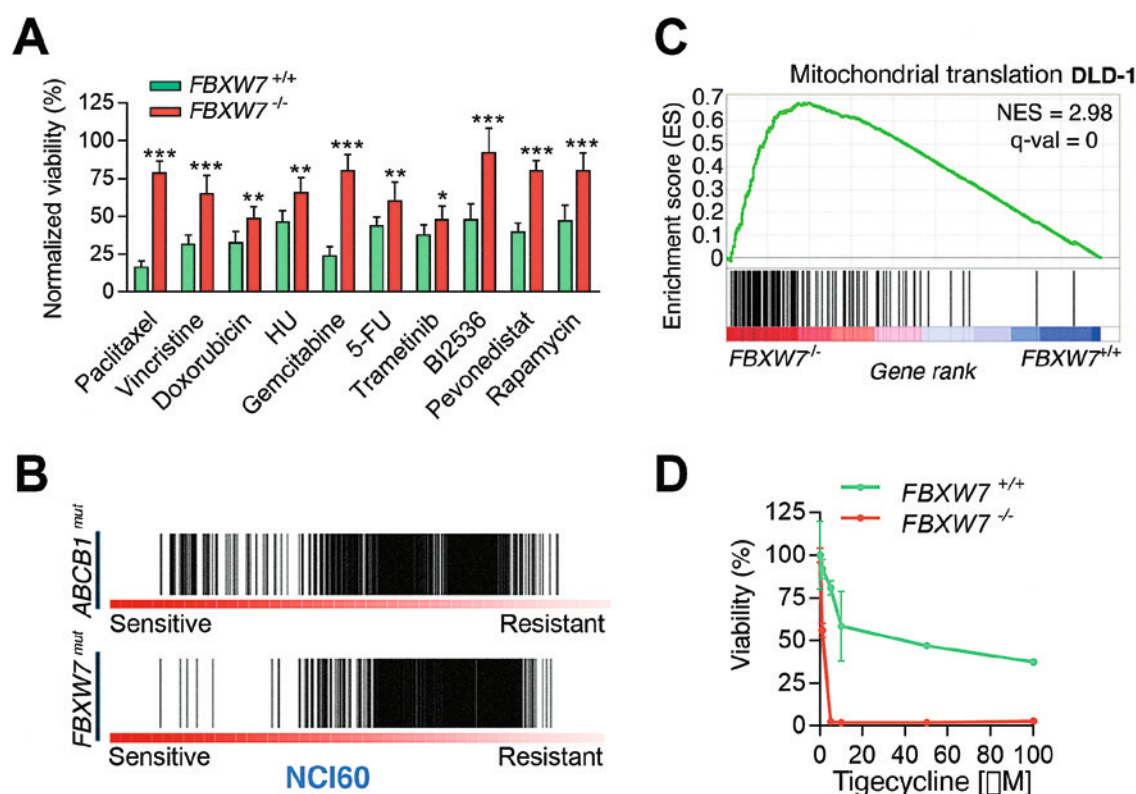 A
FBXW7 +/+
FBXW7 -/-
Normalized viability (%)
125
100
75
50
25
0
***
***
**
**
***
**
*
***
***
***
Paclitaxel
Vincristine
Doxorubicin
HU
Gemcitabine
5-FU
Trametinib
BI2536
Pevonedistat
Rapamycin
B
ABCB1 mut
Sensitive Resistant
FBXW7 mut
Sensitive Resistant
NCI60
C
Mitochondrial translation DLD-1
NES = 2.98
q-val = 0
Enrichment score (ES)
0.7
0.6
0.5
0.4
0.3
0.2
0.1
0
FBXW7/- FBXW7+/+
Gene rank
D
FBXW7 +/+
FBXW7 -/-
Viability (%)
125
100
75
50
25
0
0 20 40 60 80 100
Tigecycline [□M]